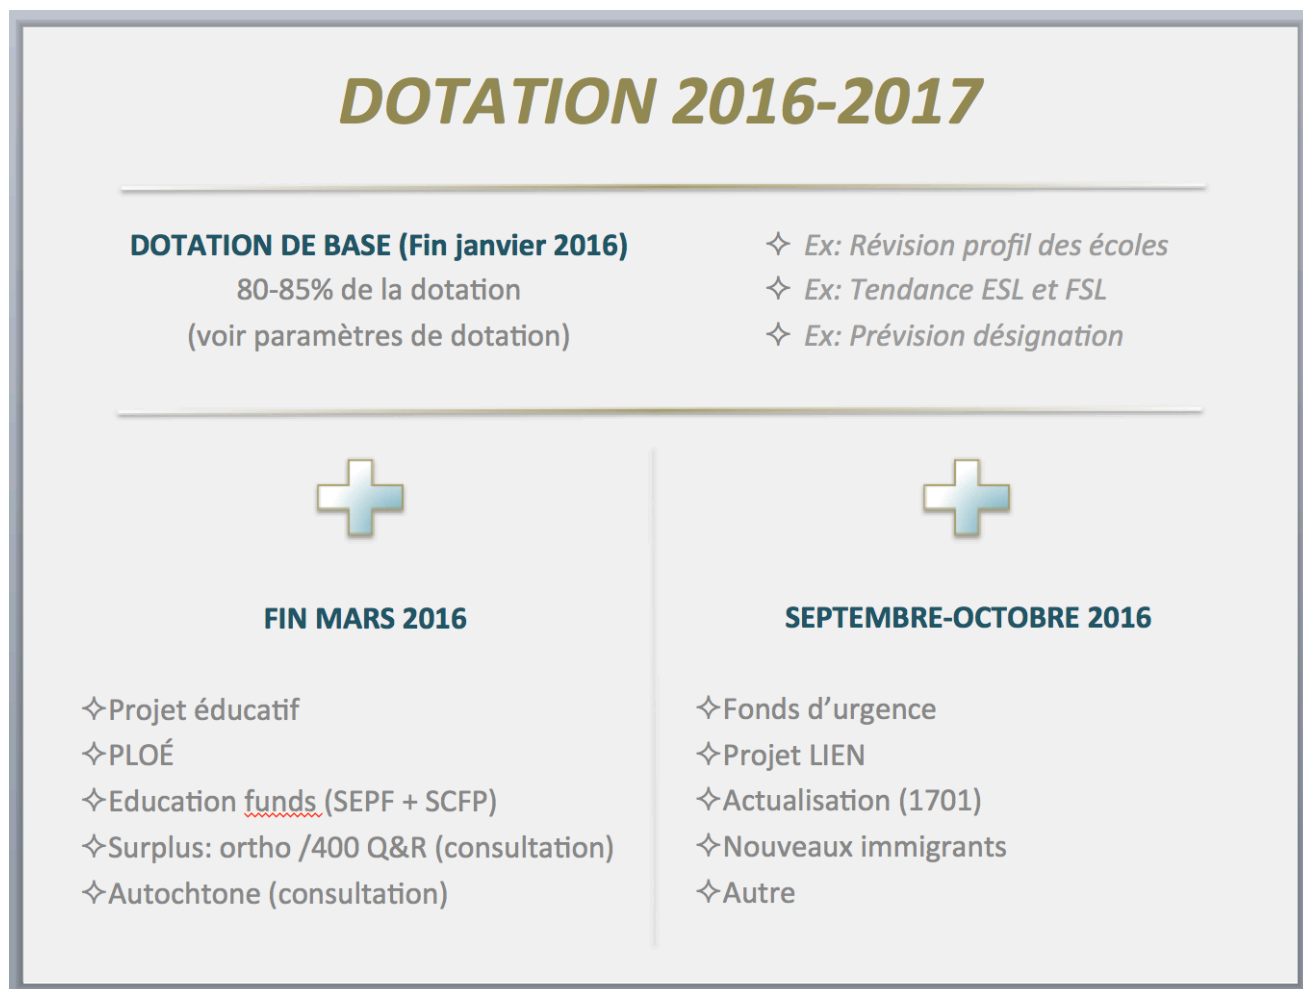 DOTATION 2016-2017
DOTATION DE BASE (Fin janvier 2016)
80-85% de la dotation
(voir paramètres de dotation)
Ex: Révision profil des écoles
Ex: Tendance ESL et FSL
Ex: Prévision désignation
FIN MARS 2016
Projet éducatif
PLOÉ
Education funds (SEPF + SCFP)
Surplus: ortho /400 Q&R (consultation)
Autochtone (consultation)
SEPTEMBRE-OCTOBRE 2016
Fonds d’urgence
Projet LIEN
Actualisation (1701)
Nouveaux immigrants
Autre